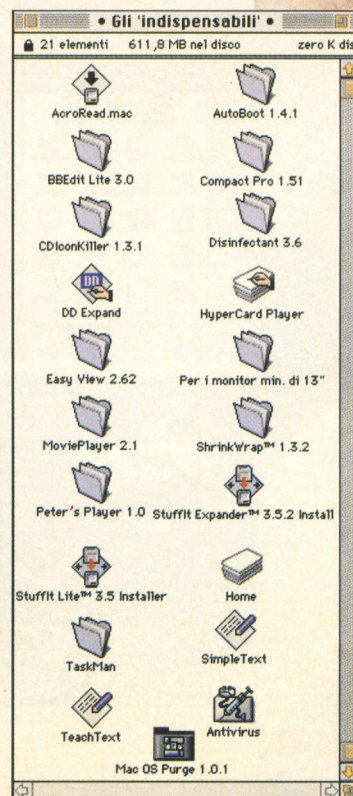 • Gli 'indispensabili' •
21 elementi 611,8 MB nel disco zero K dis
AcroRead.mac AutoBoot 1.4.1
BBEdit Lite 3.0 Compact Pro 1.51
CDIconKiller 1.3.1 Disinfectant 3.6
DD Expand HyperCard Player
Easy View 2.62 Per i monitor min. di 13"
MoviePlayer 2.1 ShrinkWrap™ 1.3.2
Peter's Player 1.0 StuffIt Expander™ 3.5.2 Install
StuffIt Lite™ 3.5 Installer Home
TaskMan SimpleText
TeachText Antivirus
Mac OS Purge 1.0.1